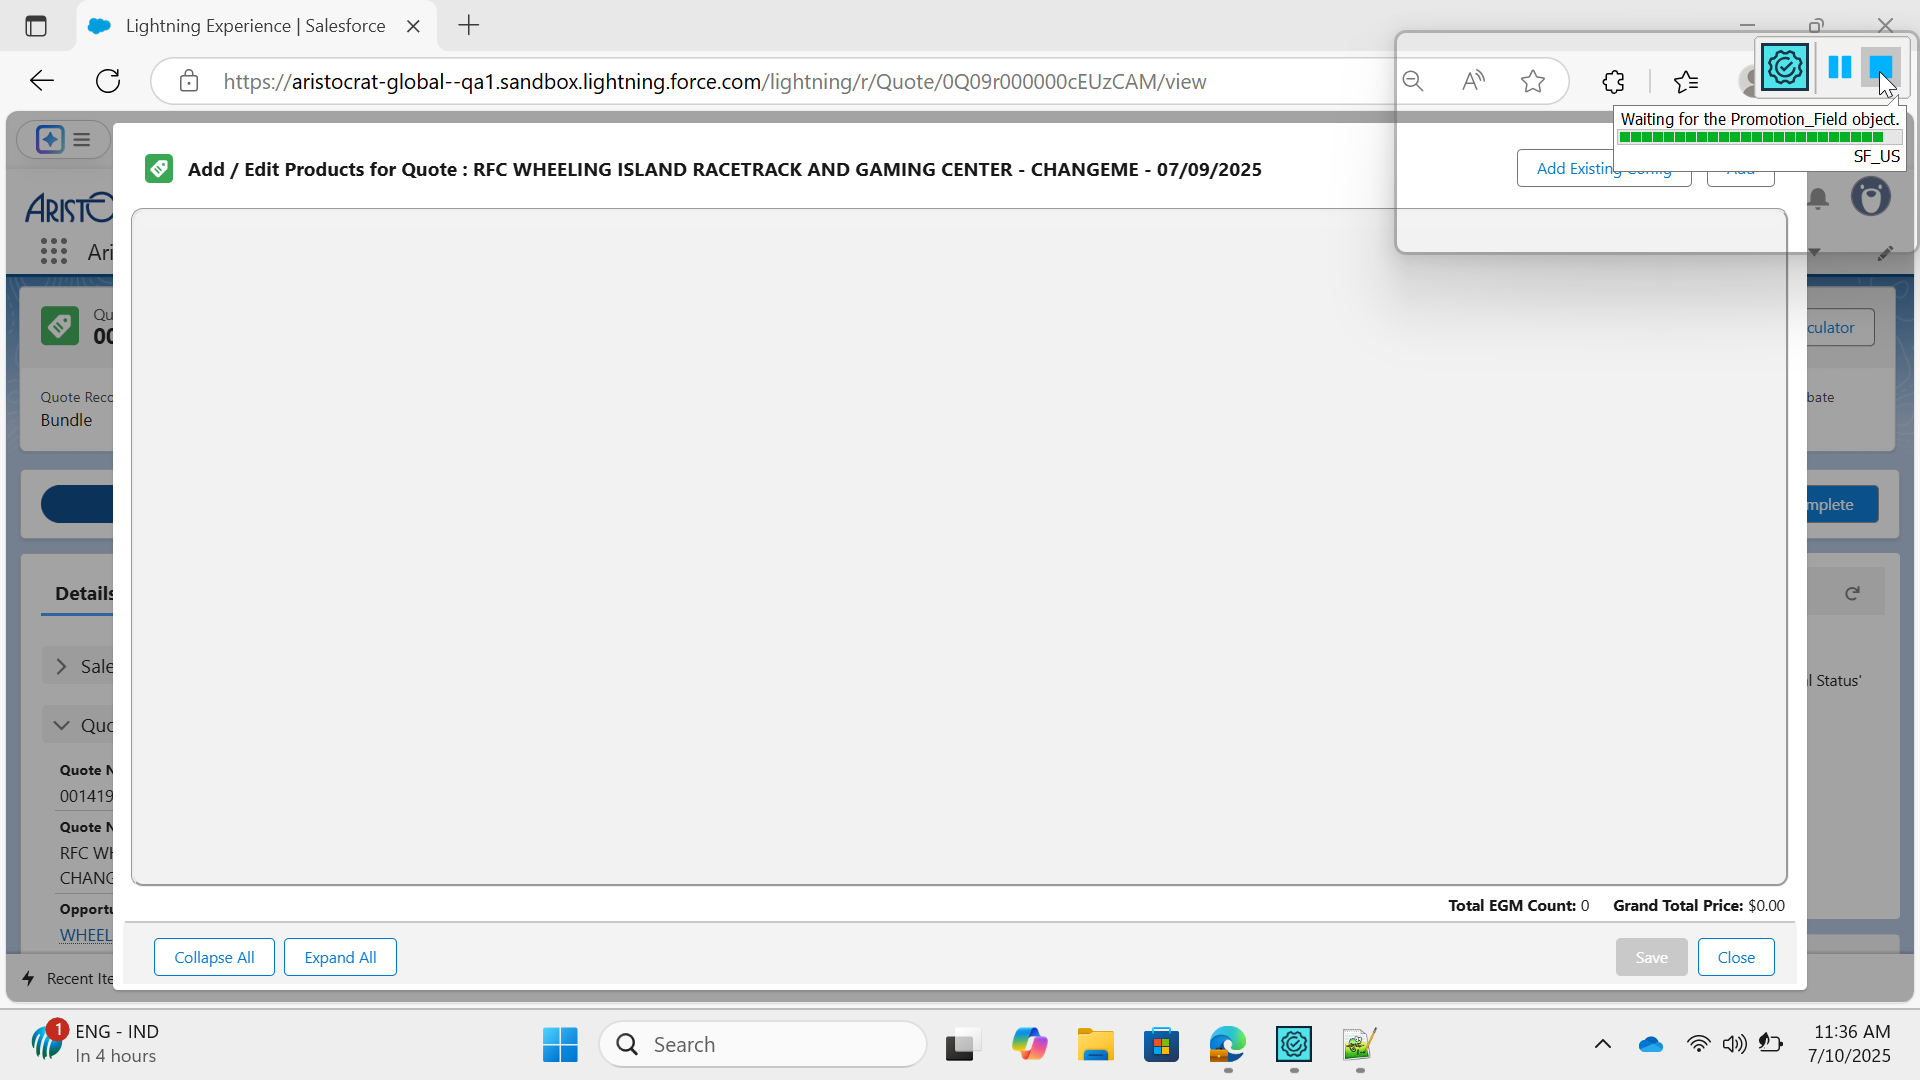 Lightning Experience | Salesforce
https://aristocrat-global--qa1.sandbox.lightning.force.com/lightning/r/Quote/0Q09r000000cEUzCAM/view
Waiting for the Promotion_Field object.
SF_US
Add / Edit Products for Quote : RFC WHEELING ISLAND RACETRACK AND GAMING CENTER - CHANGEME - 07/09/2025
Add Existing Config
Add
ARISTO
Ari
Qu
00
culator
Quote Reco
Bundle
bate
mplete
Details
Sale
l Status'
Quo
Quote N
001419
Quote N
RFC WH
CHANG
Opportu
WHEEL
Total EGM Count: 0 Grand Total Price: $0.00
Collapse All
Expand All
Save
Close
Recent Ite
1
ENG - IND
In 4 hours
Search
11:36 AM
7/10/2025